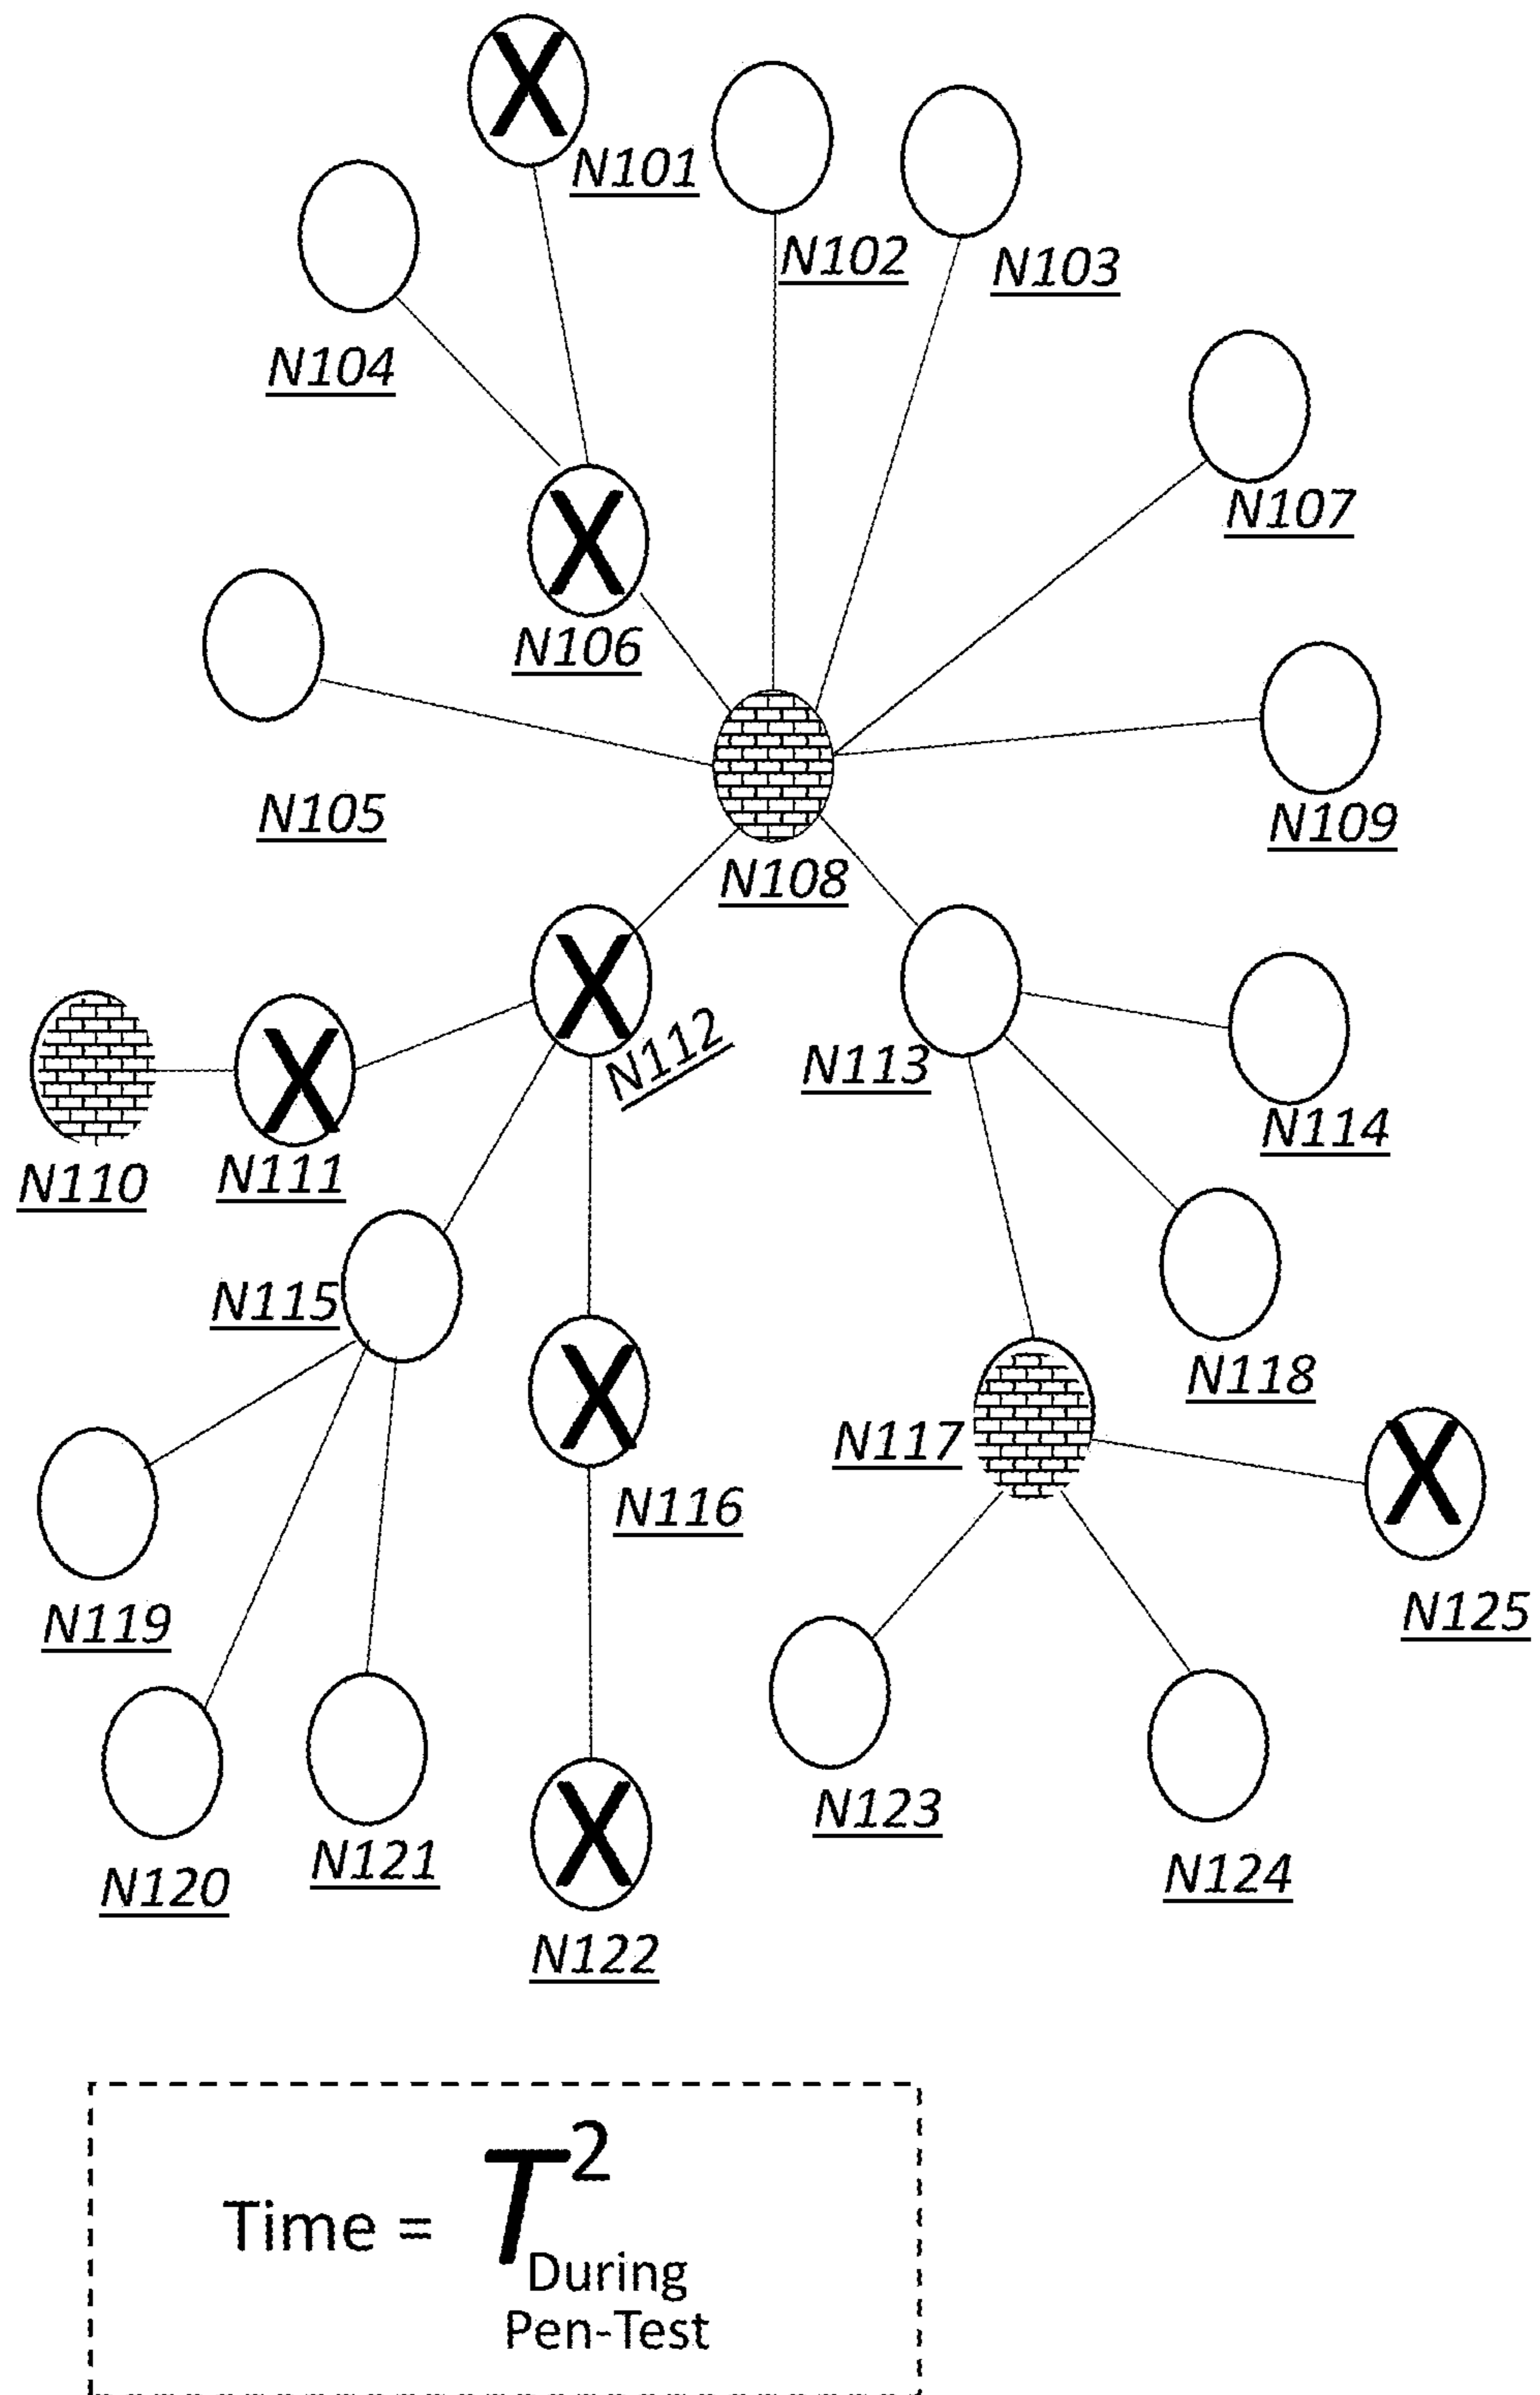 X
N101
N102
N103
N104
N107
X
N106
N105
N109
N108
X
N112
N113
X
N110
N111
N114
N115
X
N116
N118
N117
X
N125
N119
N120
N121
X
N122
N123
N124
Time = T²
During
Pen-Test